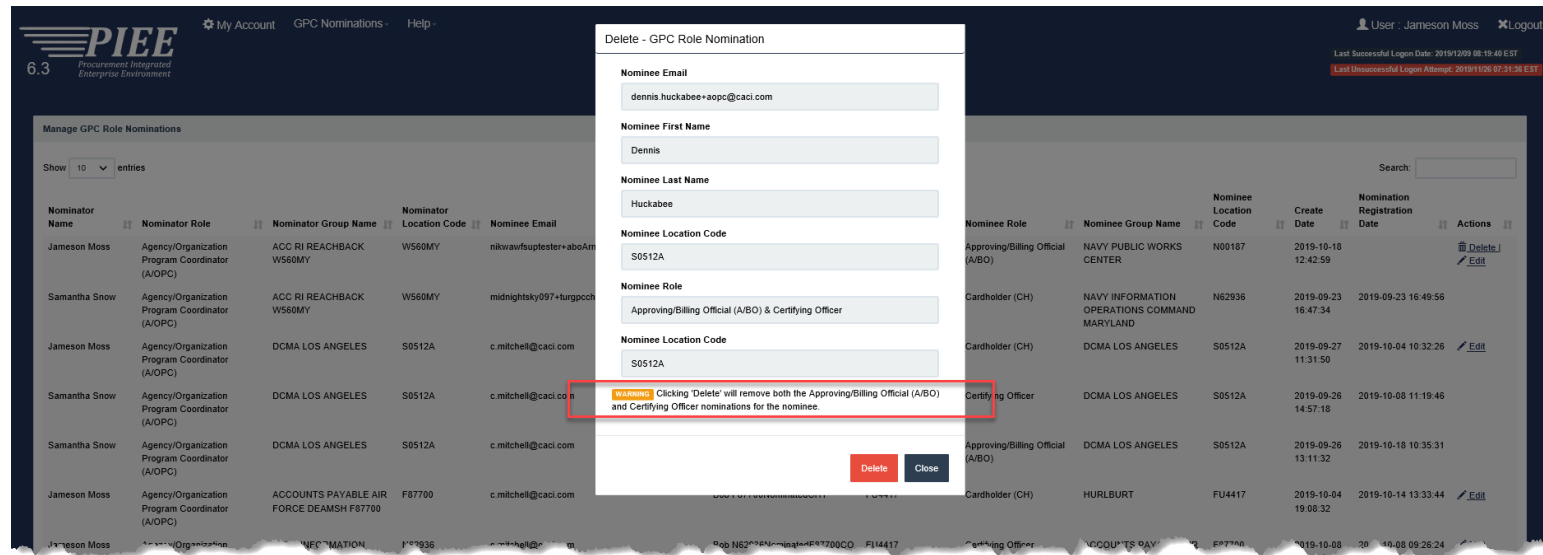 PIEE
Procurement Integrated
Enterprise Environment
6.3
My Account GPC Nominations Help
User : Jameson Moss Logout
Last Successful Logon Date: 2019/12/09 08:19:40 EST
Last Unsuccessful Logon Attempt: 2019/11/26 07:31:36 EST
Delete - GPC Role Nomination
Nominee Email
dennis.huckabee+aopc@caci.com
Nominee First Name
Dennis
Nominee Last Name
Huckabee
Nominee Location Code
S0512A
Nominee Role
Approving/Billing Official (A/BO) & Certifying Officer
Nominee Location Code
S0512A
WARNING Clicking 'Delete' will remove both the Approving/Billing Official (A/BO)
and Certifying Officer nominations for the nominee.
Delete Close
Manage GPC Role Nominations
Show 10 entries
Search:
Nominator Name Nominator Role Nominator Group Name Nominator Location Code Nominee Email Nominee Role Nominee Group Name Nominee Location Code Create Date Nomination Registration Date Actions
Jameson Moss Agency/Organization ACC RI REACHBACK W560MY Approving/Billing Official NAVY PUBLIC WORKS N00187 2019-10-18 Delete |
Program Coordinator W560MY (A/BO) CENTER 12:42:59 Edit
(A/OPC)
Samantha Snow Agency/Organization ACC RI REACHBACK W560MY Cardholder (CH) NAVY INFORMATION N62936 2019-09-23 2019-09-23 16:49:56
Program Coordinator W560MY OPERATIONS COMMAND 16:47:34
(A/OPC) MARYLAND
Jameson Moss Agency/Organization DCMA LOS ANGELES S0512A c.mitchell@caci.com Cardholder (CH) DCMA LOS ANGELES S0512A 2019-09-27 2019-10-04 10:32:26 Edit
Program Coordinator 11:31:50
(A/OPC)
Samantha Snow Agency/Organization DCMA LOS ANGELES S0512A c.mitchell@caci.com Certifying Officer DCMA LOS ANGELES S0512A 2019-09-26 2019-10-08 11:19:46
Program Coordinator 14:57:18
(A/OPC)
Samantha Snow Agency/Organization DCMA LOS ANGELES S0512A c.mitchell@caci.com Approving/Billing Official DCMA LOS ANGELES S0512A 2019-09-26 2019-10-18 10:35:31
Program Coordinator (A/BO) 13:11:32
(A/OPC)
Jameson Moss Agency/Organization ACCOUNTS PAYABLE AIR F87700 c.mitchell@caci.com Cardholder (CH) HURLBURT FU4417 2019-10-04 2019-10-14 13:33:44 Edit
Program Coordinator FORCE DEAMSH F87700 19:08:32
(A/OPC)
Jameson Moss FU4417 Certifying Officer 2019-10-08